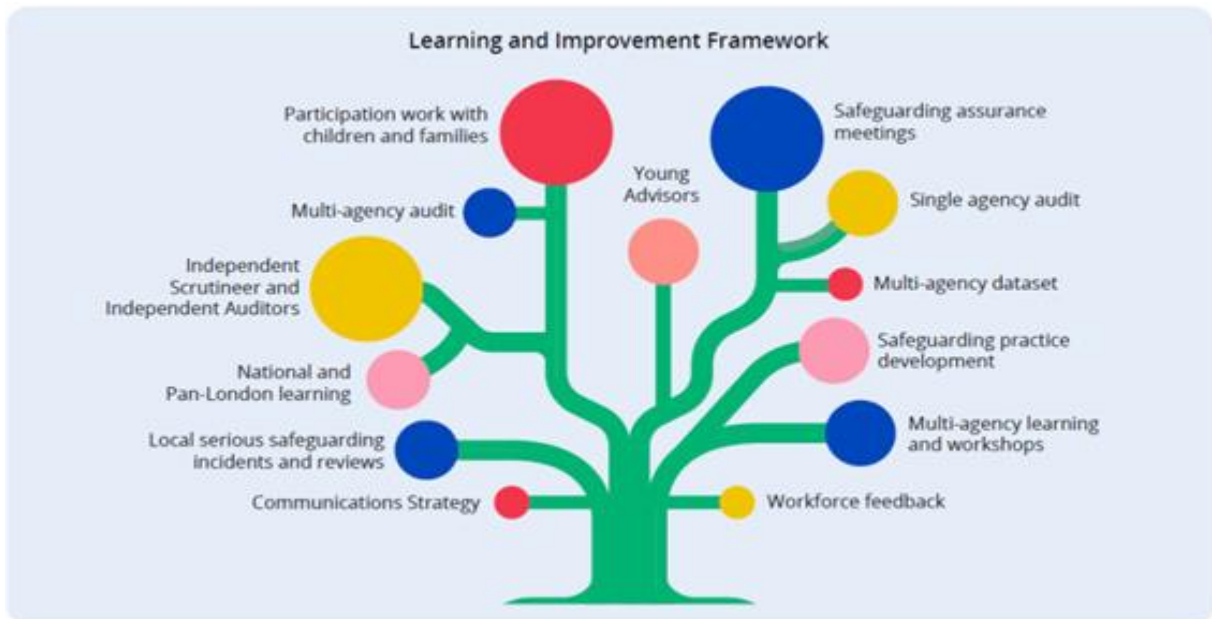 Learning and Improvement Framework
Participation work with
children and families
Multi-agency audit
Independent
Scrutineer and
Independent Auditors
National and
Pan-London learning
Local serious safeguarding
incidents and reviews
Communications Strategy
Young
Advisors
Safeguarding assurance
meetings
Single agency audit
Multi-agency dataset
Safeguarding practice
development
Multi-agency learning
and workshops
Workforce feedback